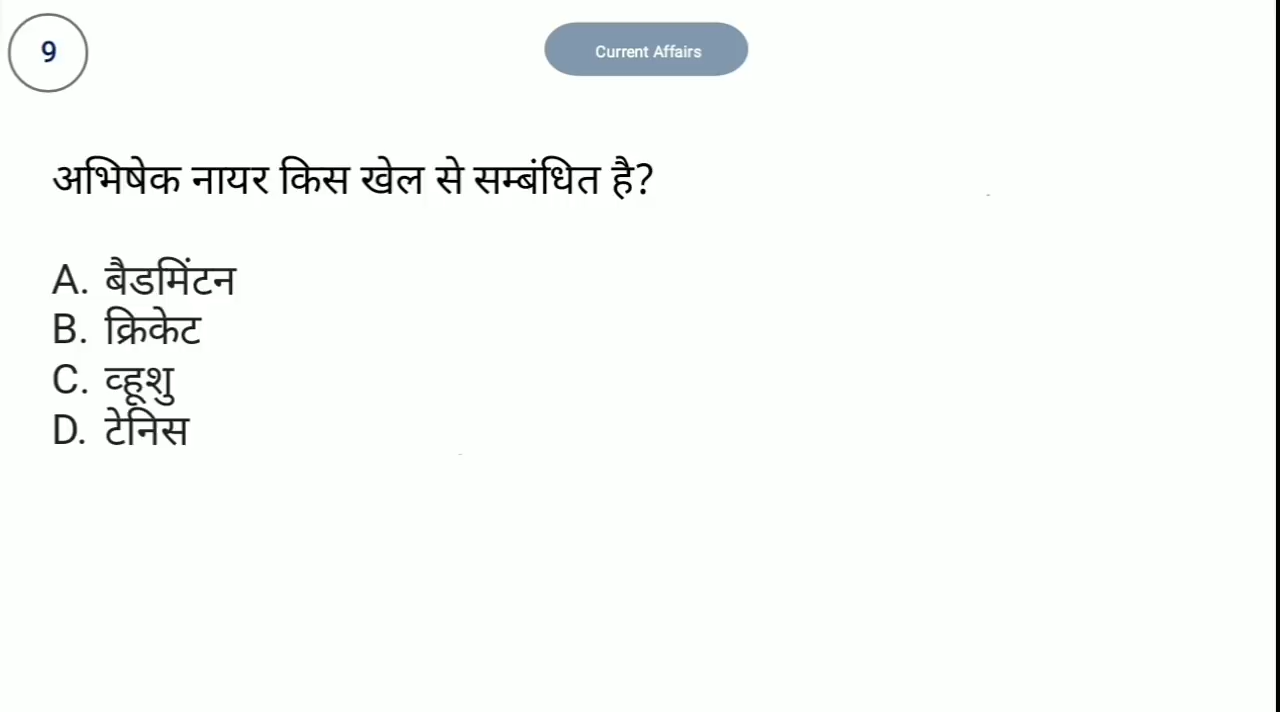 9
Current Affairs
अभिषेक नायर किस खेल से सम्बंधित है?
A. बैडमिंटन
B. क्रिकेट
C. व्हूशु
D. टेनिस